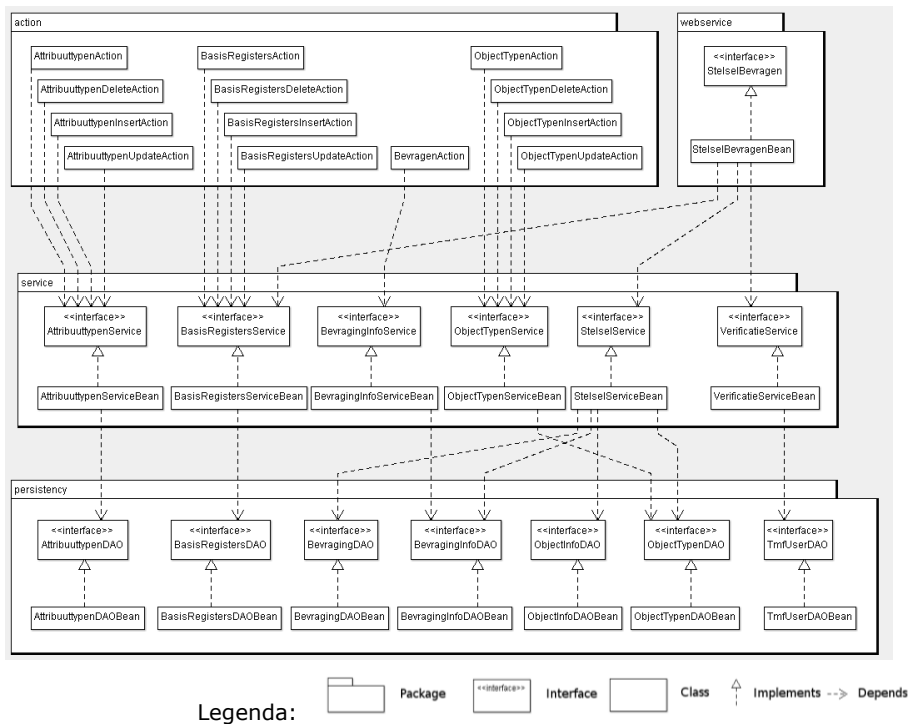 action
webservice
AttribuuttypenAction
BasisRegistersAction
ObjectTypenAction
<<interface>>
StelselBevragen
AttribuuttypenDeleteAction
BasisRegistersDeleteAction
ObjectTypenDeleteAction
AttribuuttypenInsertAction
BasisRegistersInsertAction
ObjectTypenInsertAction
AttribuuttypenUpdateAction
BasisRegistersUpdateAction
BevragenAction
ObjectTypenUpdateAction
StelselBevragenBean
service
<<interface>>
AttribuuttypenService
<<interface>>
BasisRegistersService
<<interface>>
BevragingInfoService
<<interface>>
ObjectTypenService
<<interface>>
StelselService
<<interface>>
VerificatieService
AttribuuttypenServiceBean
BasisRegistersServiceBean
BevragingInfoServiceBean
ObjectTypenServiceBean
StelselServiceBean
VerificatieServiceBean
persistency
<<interface>>
AttribuuttypenDAO
<<interface>>
BasisRegistersDAO
<<interface>>
BevragingDAO
<<interface>>
BevragingInfoDAO
<<interface>>
ObjectInfoDAO
<<interface>>
ObjectTypenDAO
<<interface>>
TmfUserDAO
AttribuuttypenDAOBean
BasisRegistersDAOBean
BevragingDAOBean
BevragingInfoDAOBean
ObjectInfoDAOBean
ObjectTypenDAOBean
TmfUserDAOBean
Legenda:
Package
<<interface>>
Interface
Class
Implements
Depends